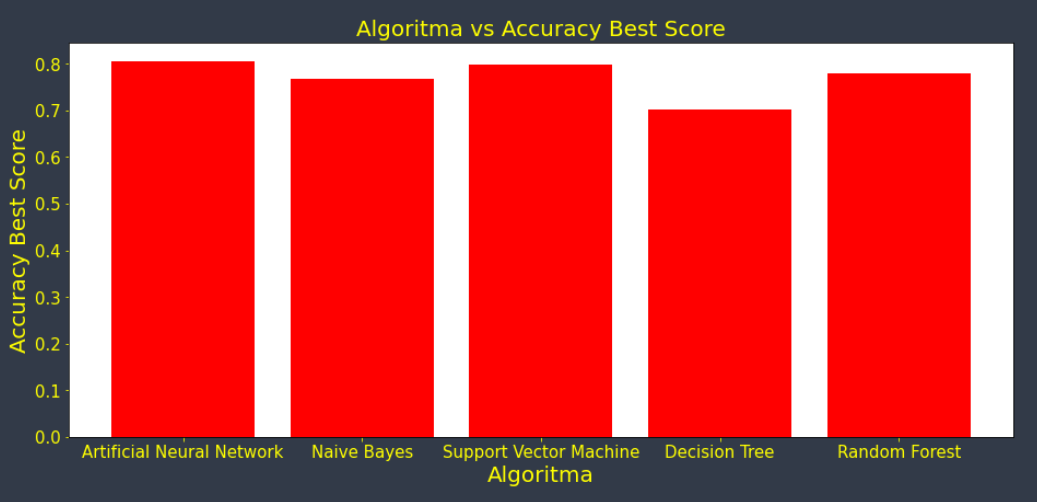 Algoritma vs Accuracy Best Score
Accuracy Best Score
0.8
0.7
0.6
0.5
0.4
0.3
0.2
0.1
0.0
Artificial Neural Network Naive Bayes Support Vector Machine Decision Tree Random Forest
Algoritma